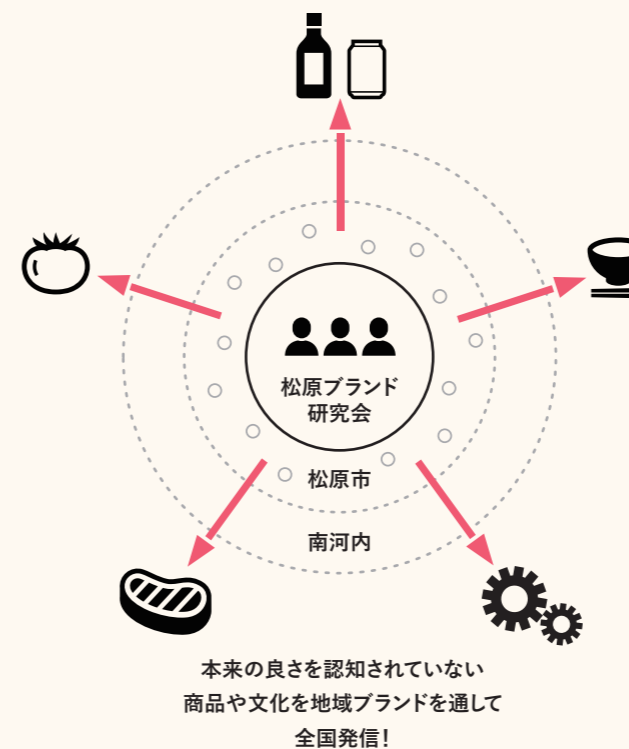 松原ブランド
研究会
松原市
南河内
本来の良さを認知されていない
商品や文化を地域ブランドを通して
全国発信!